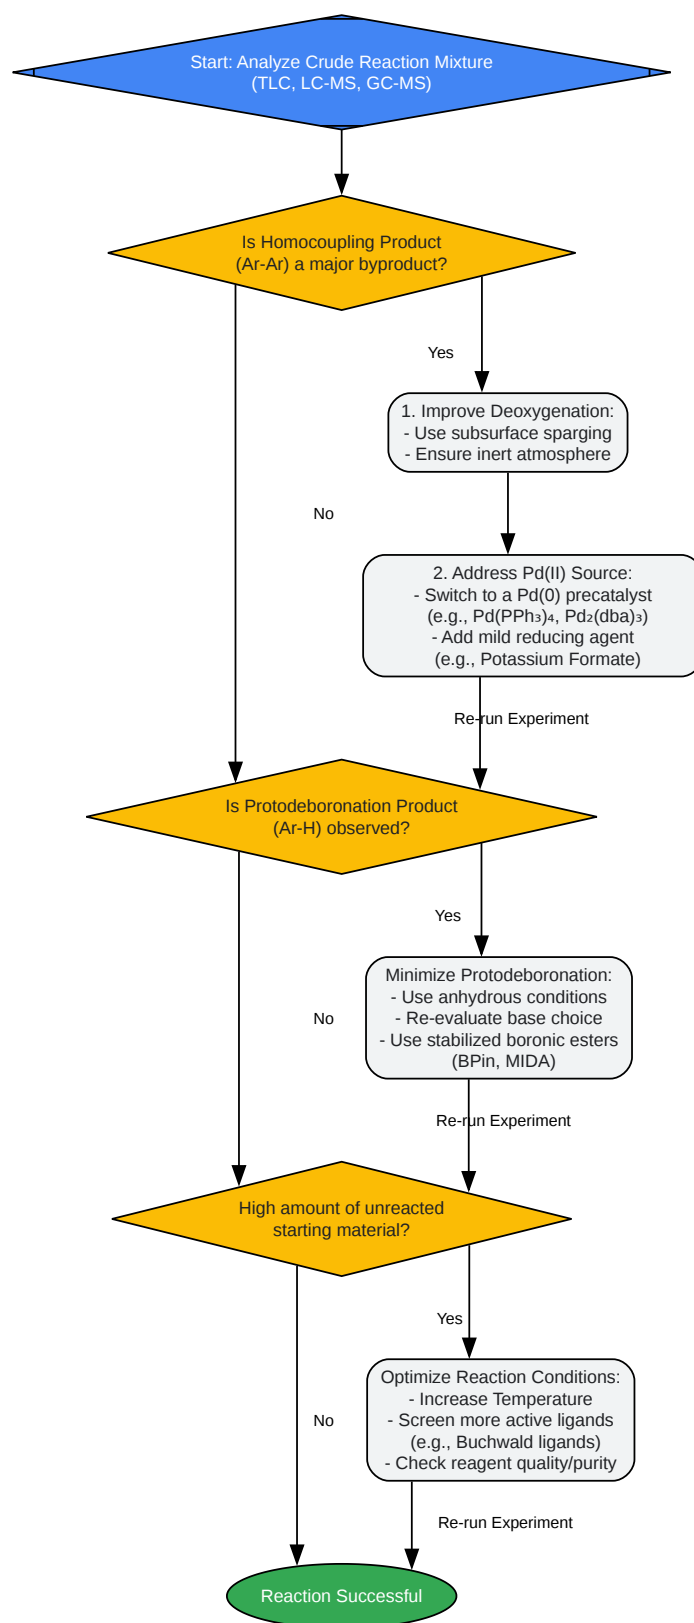 Start: Analyze Crude Reaction Mixture
(TLC, LC-MS, GC-MS)
Is Homocoupling Product
(Ar-Ar) a major byproduct?
Yes
1. Improve Deoxygenation:
- Use subsurface sparging
- Ensure inert atmosphere
No
2. Address Pd(II) Source:
- Switch to a Pd(0) precatalyst
(e.g., Pd(PPh₃)₄, Pd₂(dba)₃)
- Add mild reducing agent
(e.g., Potassium Formate)
Re-run Experiment
Is Protodeboronation Product
(Ar-H) observed?
Yes
Minimize Protodeboronation:
- Use anhydrous conditions
- Re-evaluate base choice
- Use stabilized boronic esters
(BPin, MIDA)
No
Re-run Experiment
High amount of unreacted
starting material?
Yes
Optimize Reaction Conditions:
- Increase Temperature
- Screen more active ligands
(e.g., Buchwald ligands)
- Check reagent quality/purity
No
Re-run Experiment
Reaction Successful